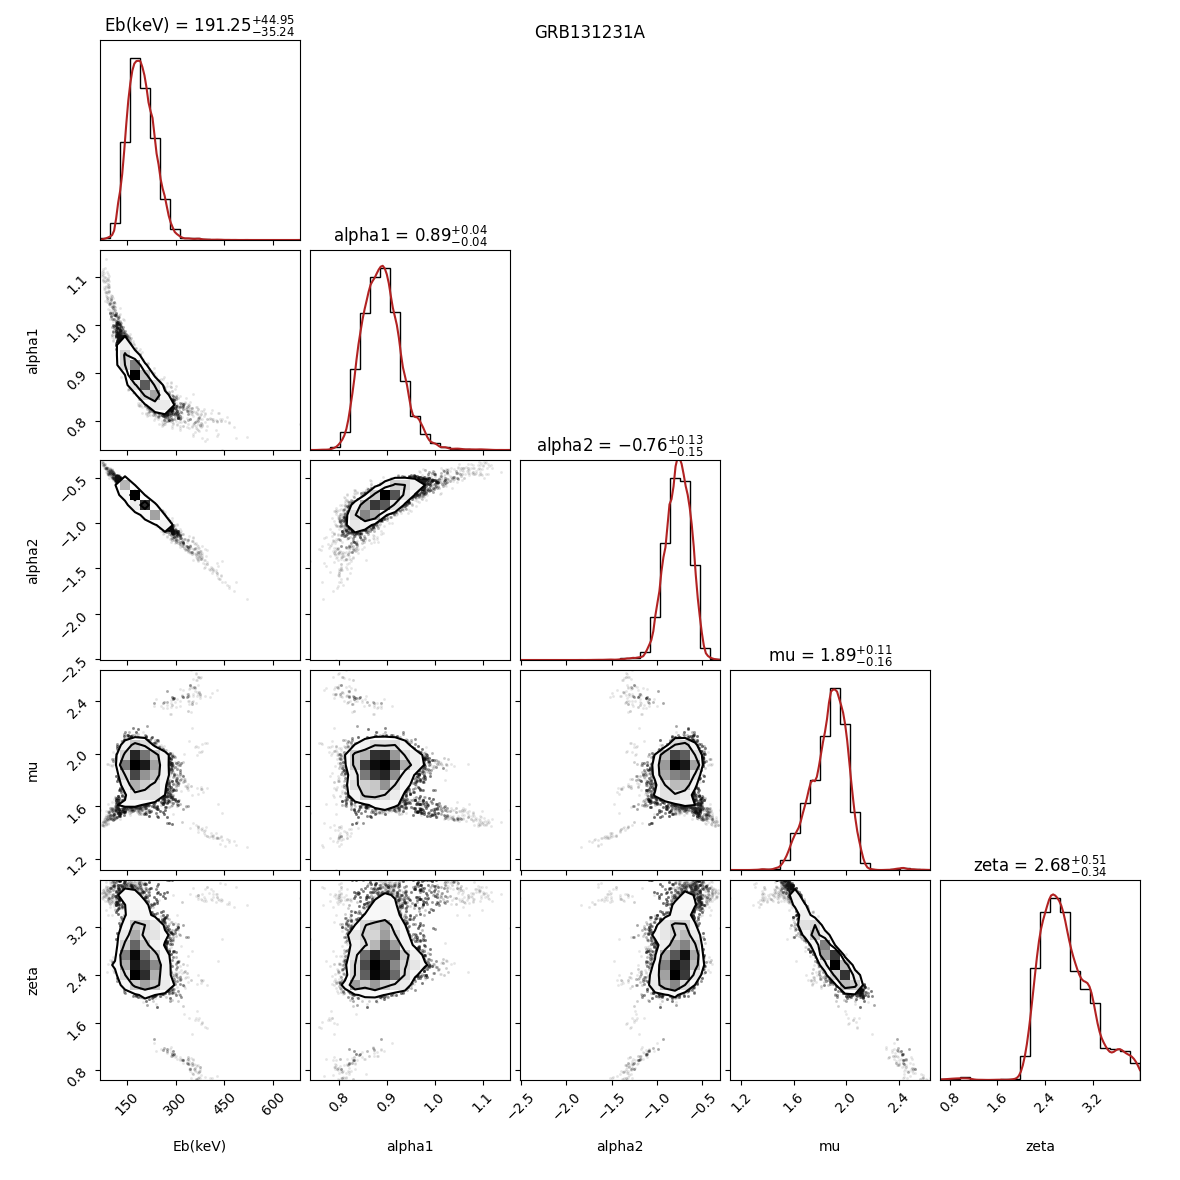 GRB131231A
Eb(keV) = 191.25+44.95 −35.24
alpha1 = 0.89+0.04 −0.04
alpha1
1.1
1.0
0.9
0.8
alpha2 = −0.76+0.13 −0.15
alpha2
−0.5
−1.0
−1.5
−2.0
−2.5
mu = 1.89+0.11 −0.16
mu
2.4
2.0
1.6
1.2
zeta = 2.68+0.51 −0.34
zeta
3.2
2.4
1.6
0.8
150 300 450 600
0.8 0.9 1.0 1.1
−2.5 −2.0 −1.5 −1.0 −0.5
1.2 1.6 2.0 2.4
0.8 1.6 2.4 3.2
Eb(keV) alpha1 alpha2 mu zeta